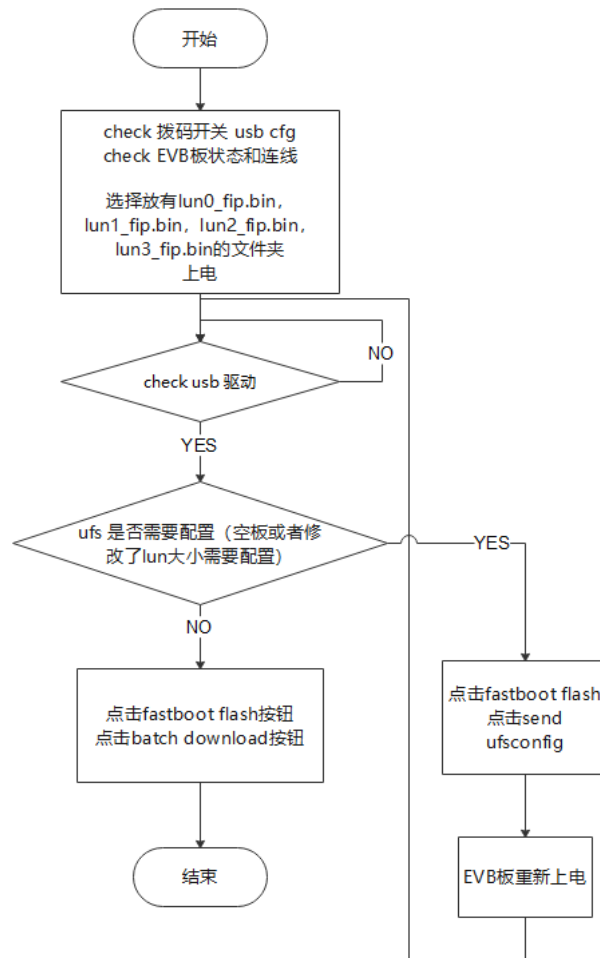 开始
check 拨码开关 usb cfg
check EVB板状态和连线
选择放有lun0_fip.bin，
lun1_fip.bin，lun2_fip.bin，
lun3_fip.bin的文件夹
上电
NO
check usb 驱动
YES
ufs 是否需要配置（空板或者修
改了lun大小需要配置）
YES
NO
点击fastboot flash按钮
点击batch download按钮
点击fastboot flash
点击send
ufsconfig
结束
EVB板重新上电